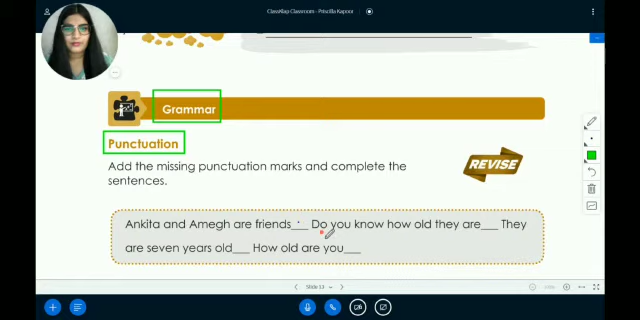 ClassKlap Classroom - Priscilla Kapoor
Grammar
Punctuation
Add the missing punctuation marks and complete the
sentences.
REVISE
Ankita and Amegh are friends___ Do you know how old they are___ They
are seven years old___ How old are you___
Slide 13